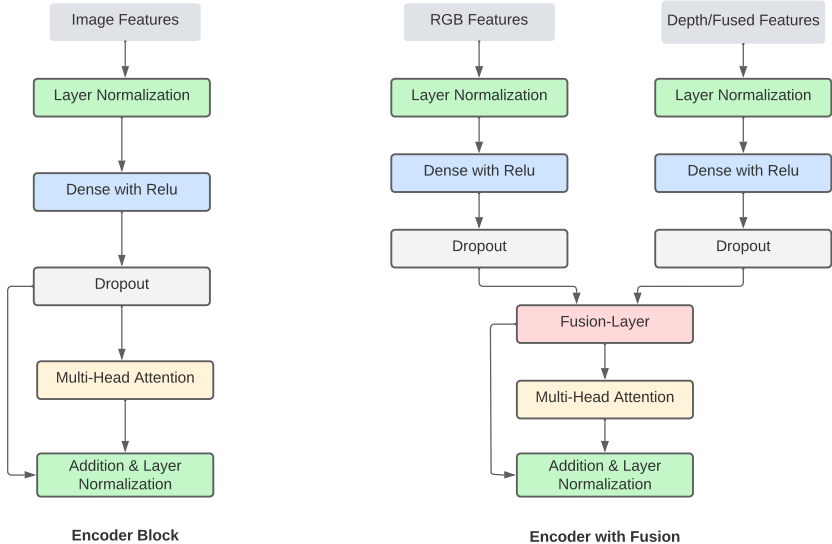 Image Features
Layer Normalization
Dense with Relu
Dropout
Multi-Head Attention
Addition & Layer
Normalization
Encoder Block
RGB Features
Depth/Fused Features
Layer Normalization
Layer Normalization
Dense with Relu
Dense with Relu
Dropout
Dropout
Fusion-Layer
Multi-Head Attention
Addition & Layer
Normalization
Encoder with Fusion